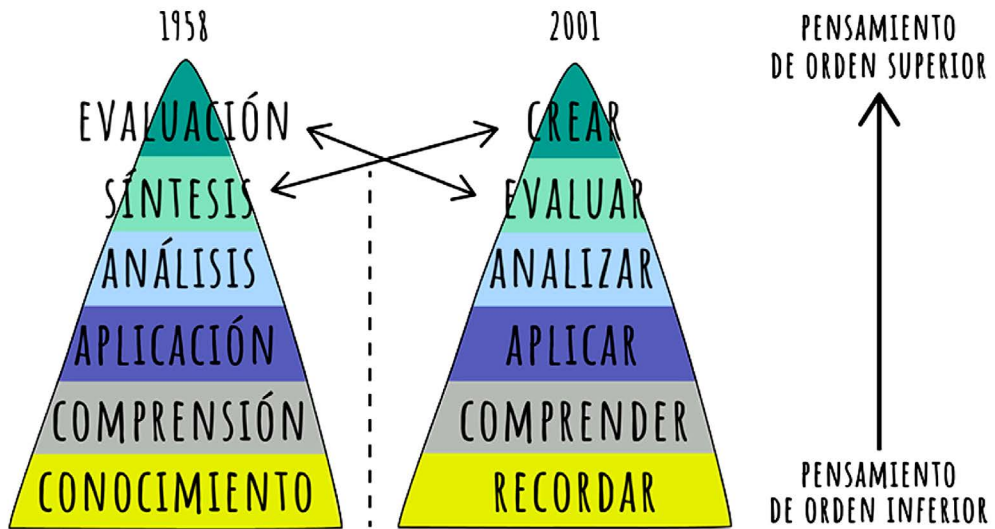 1958
EVALUACIÓN
SÍNTESIS
ANÁLISIS
APLICACIÓN
COMPRENSIÓN
CONOCIMIENTO
2001
CREAR
EVALUAR
ANALIZAR
APLICAR
COMPRENDER
RECORDAR
PENSAMIENTO
DE ORDEN SUPERIOR
PENSAMIENTO
DE ORDEN INFERIOR